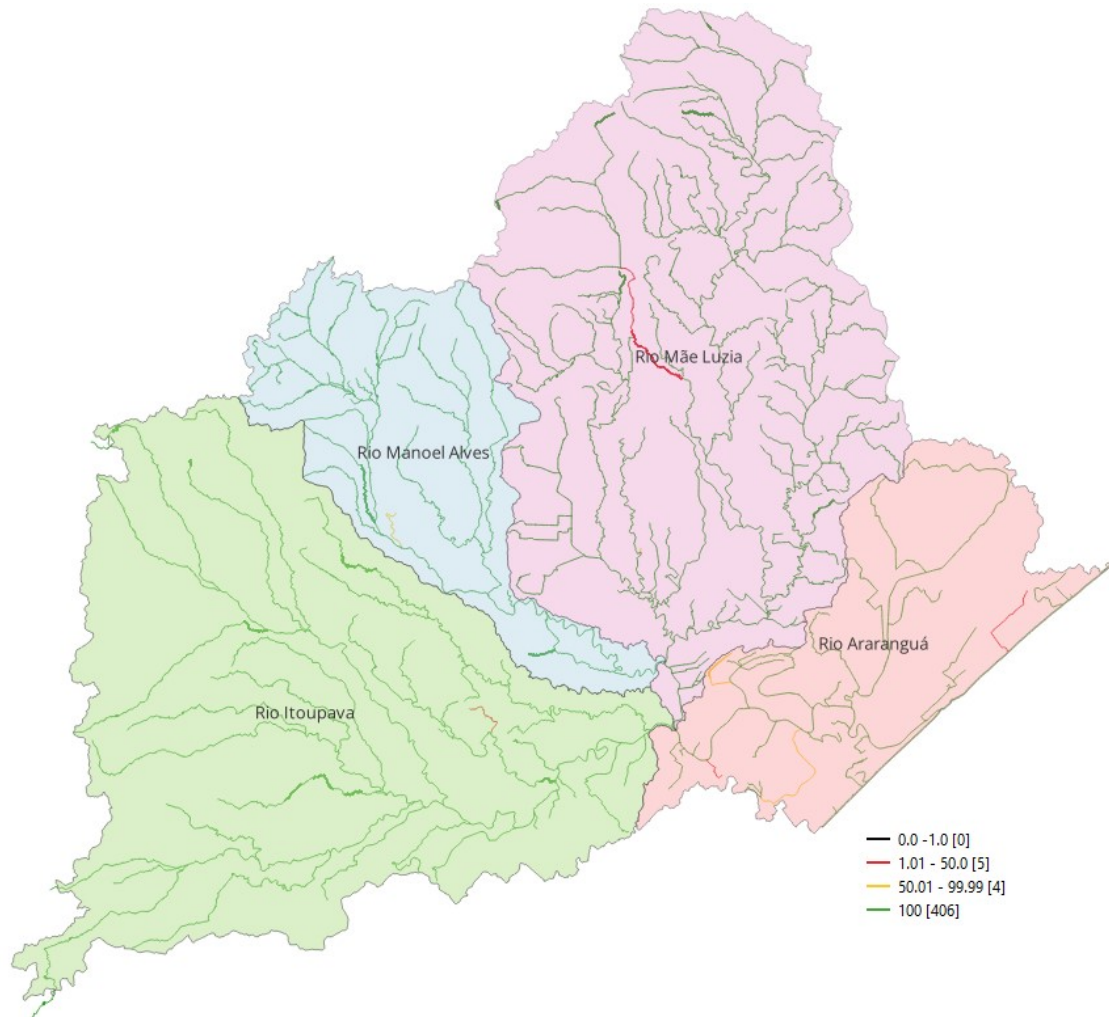 Rio Mãe Luzia
Rio Manoel Alves
Rio Araranguá
Rio Itoupava
0.0 -1.0 [0]
1.01 - 50.0 [5]
50.01 - 99.99 [4]
100 [406]